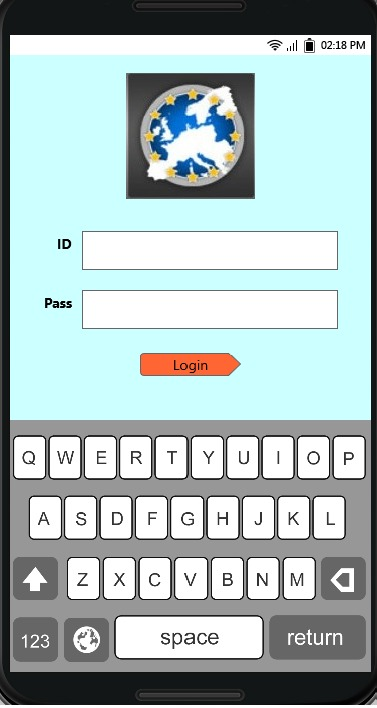 02:18 PM
ID
Pass
Login
Q W E R T Y U I O P
A S D F G H J K L
Z X C V B N M
123 space return